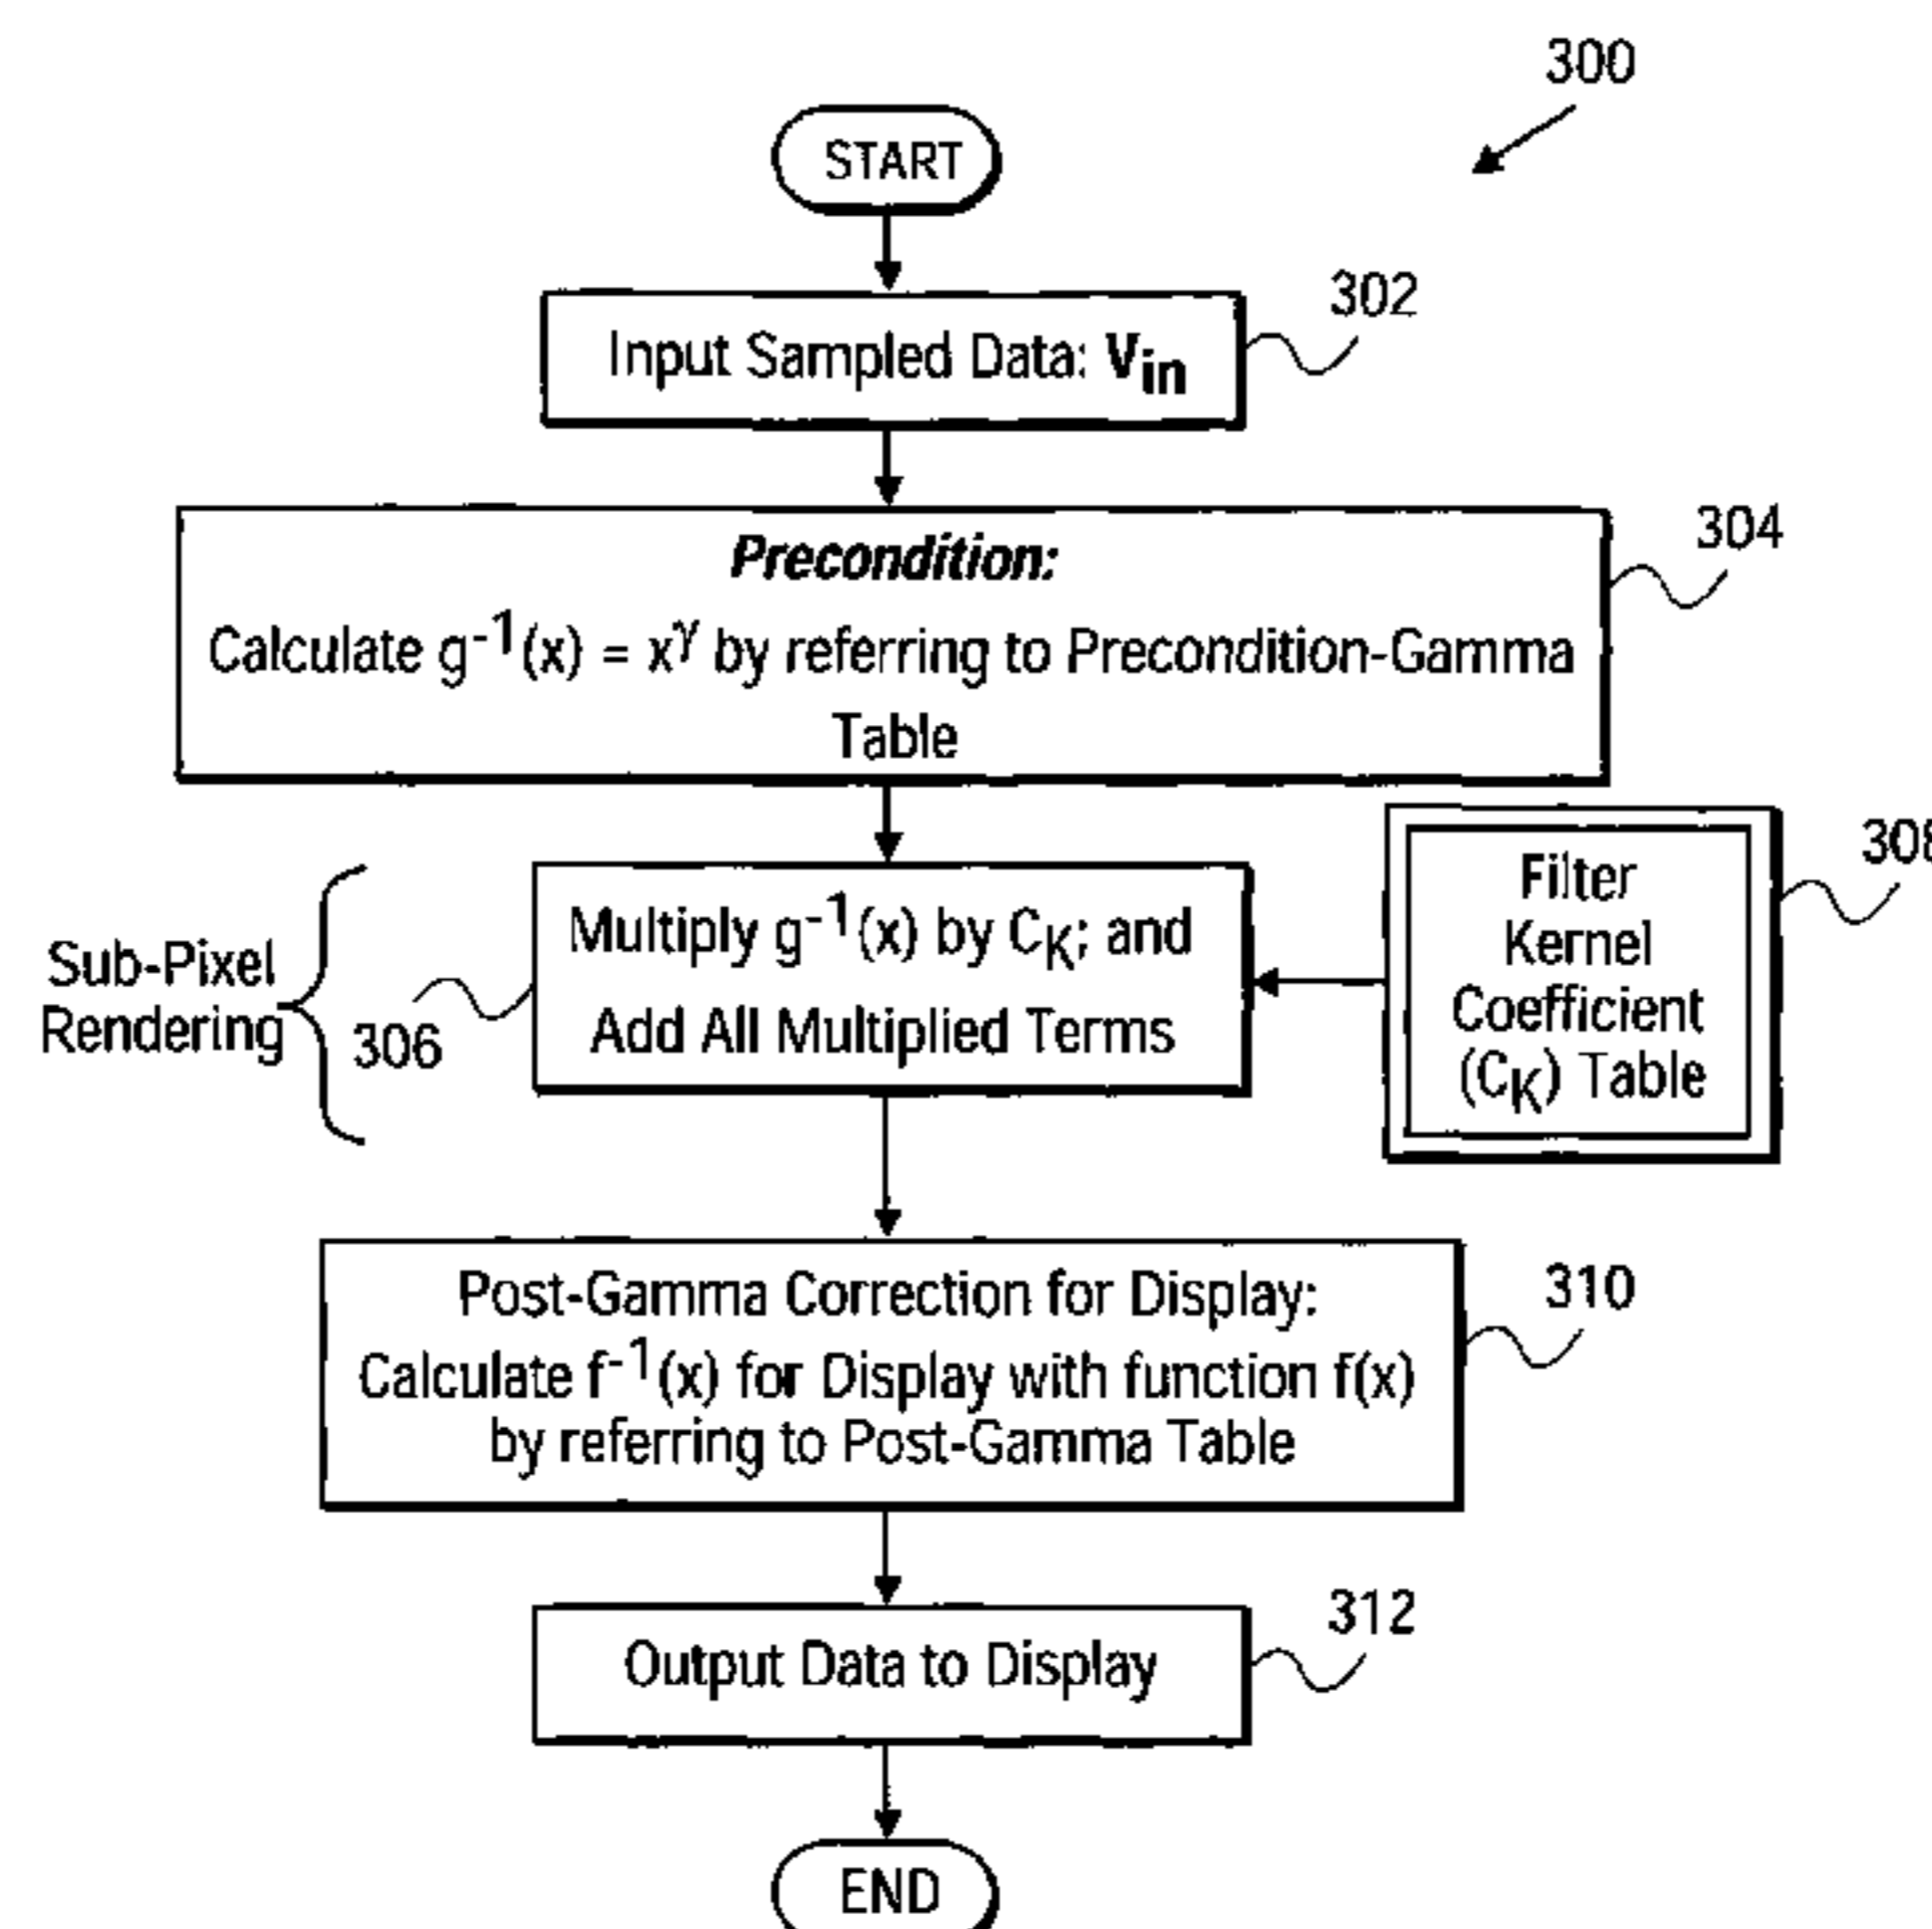 300
START
302
Input Sampled Data: Vin
304
Precondition:
Calculate g-1(x) = xγ by referring to Precondition-Gamma
Table
308
Filter
Kernel
Coefficient
(CK) Table
Multiply g-1(x) by CK; and
Add All Multiplied Terms
Sub-Pixel
Rendering
306
310
Post-Gamma Correction for Display:
Calculate f-1(x) for Display with function f(x)
by referring to Post-Gamma Table
312
Output Data to Display
END